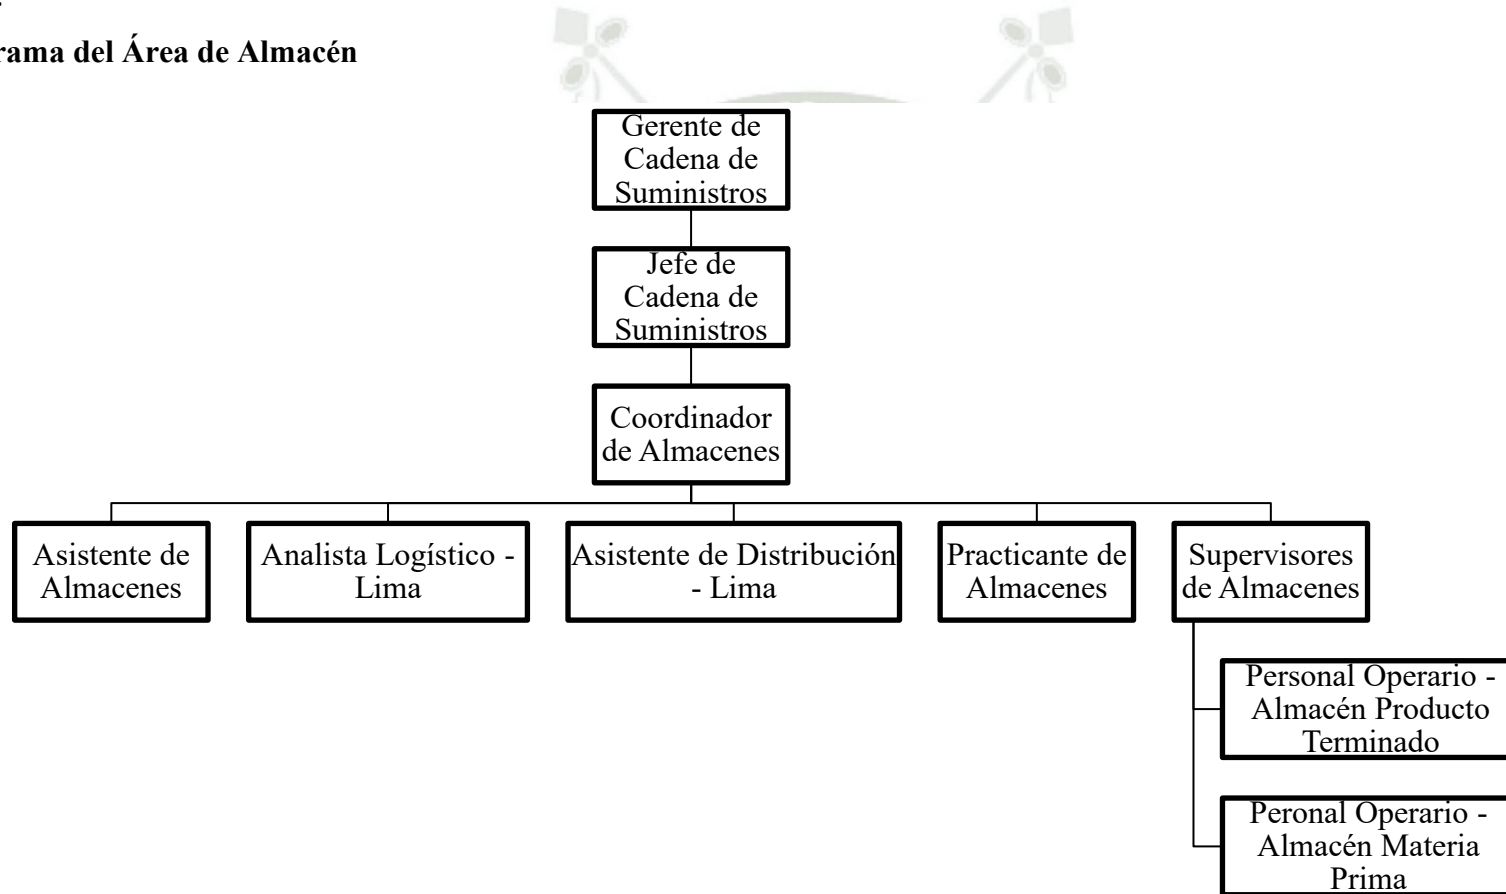 rama del Área de Almacén
Gerente de
Cadena de
Suministros
Jefe de
Cadena de
Suministros
Coordinador
de Almacenes
Asistente de
Almacenes
Analista Logístico -
Lima
Asistente de Distribución
- Lima
Practicante de
Almacenes
Supervisores
de Almacenes
Personal Operario -
Almacén Producto
Terminado
Peronal Operario -
Almacén Materia
Prima